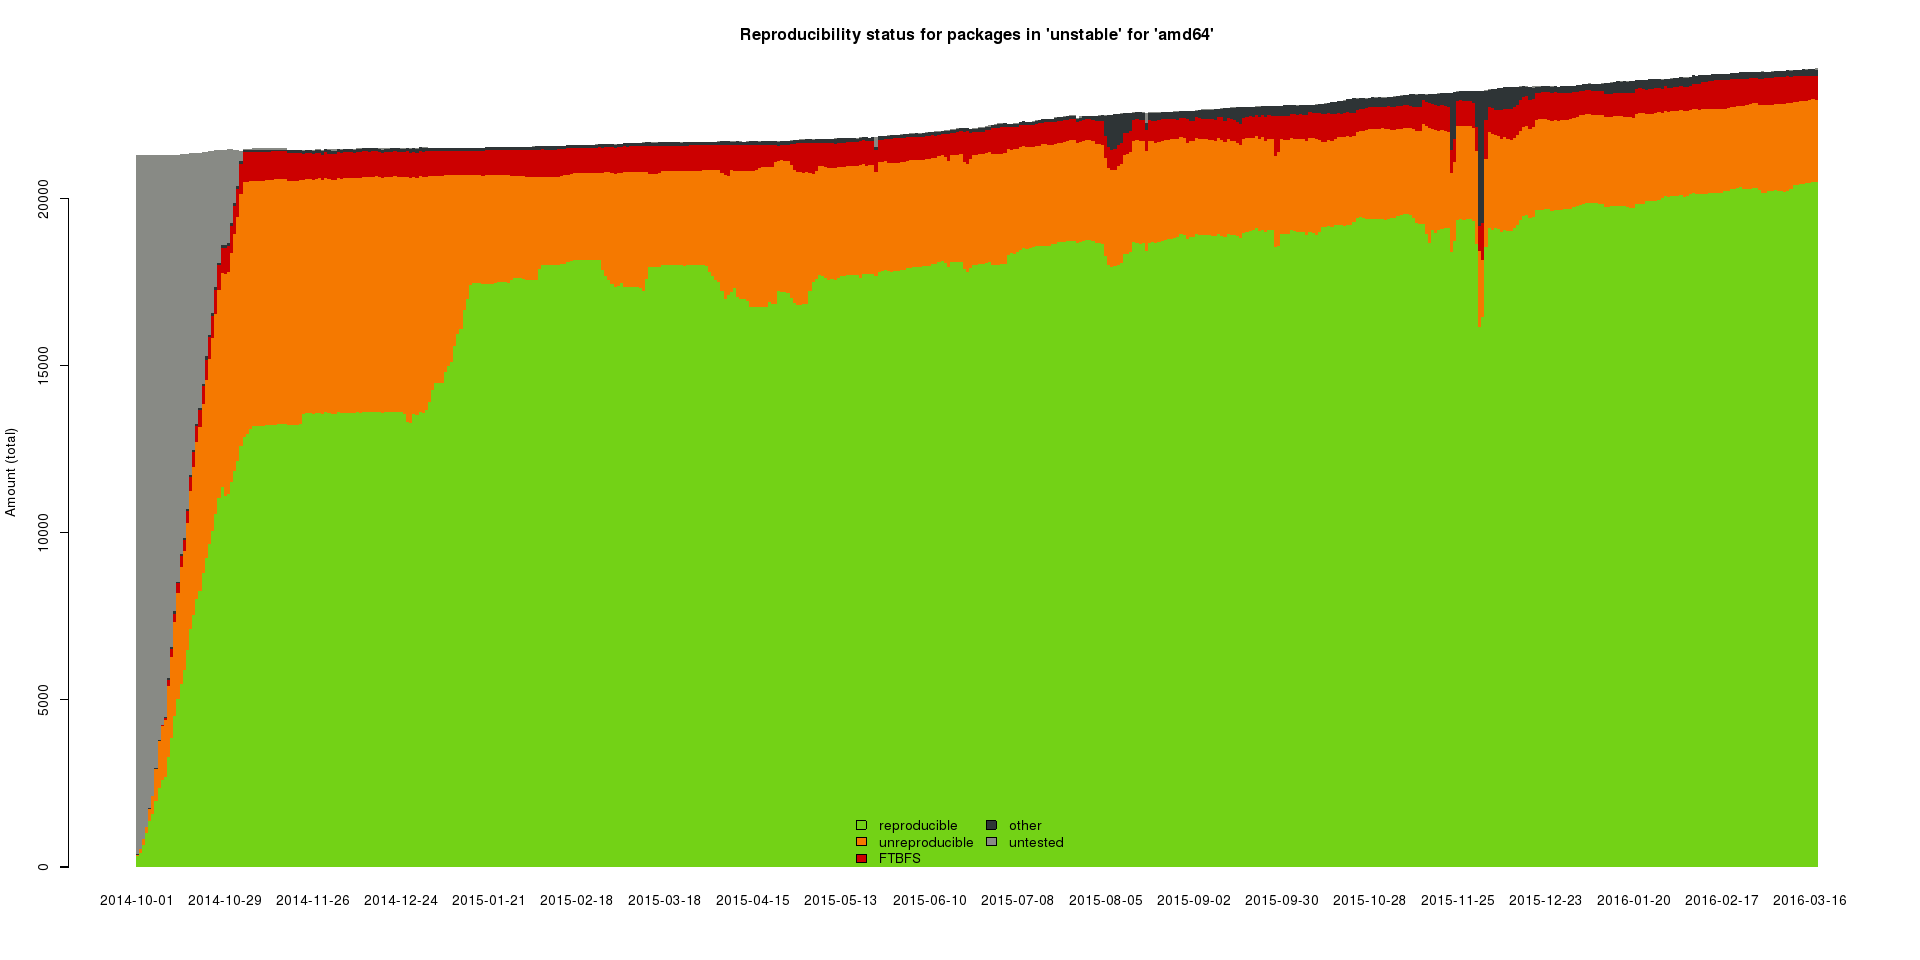 Reproducibility status for packages in 'unstable' for 'amd64'
Amount (total)
20000
15000
10000
5000
0
reproducible
unreproducible
FTBFS
other
untested
2014-10-01 2014-10-29 2014-11-26 2014-12-24 2015-01-21 2015-02-18 2015-03-18 2015-04-15 2015-05-13 2015-06-10 2015-07-08 2015-08-05 2015-09-02 2015-09-30 2015-10-28 2015-11-25 2015-12-23 2016-01-20 2016-02-17 2016-03-16